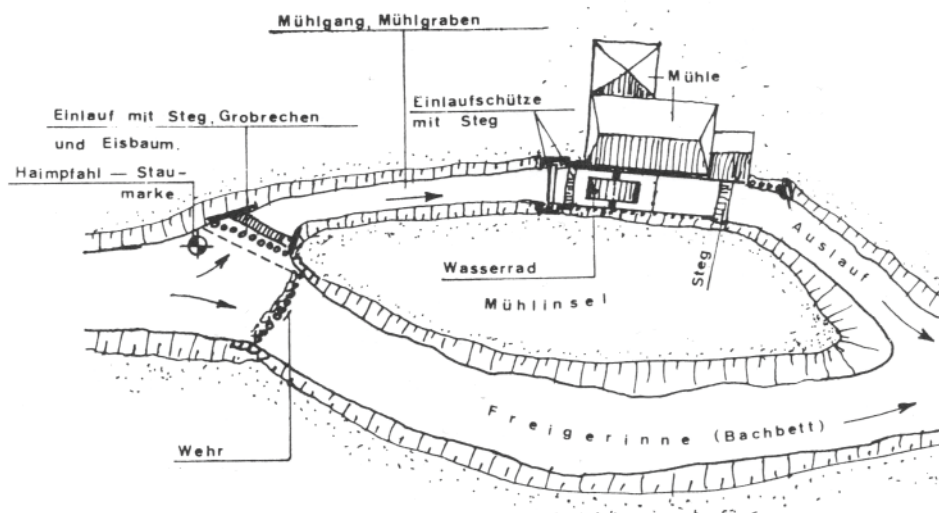 Mühlgang, Mühlgraben
Mühle
Einlaufschütze
mit Steg
Einlauf mit Steg, Grobrechen
und Eisbaum.
Haimpfahl — Stau-
marke
Wasserrad
Mühlinsel
Steg
Auslauf
Freigerinne (Bachbett)
Wehr